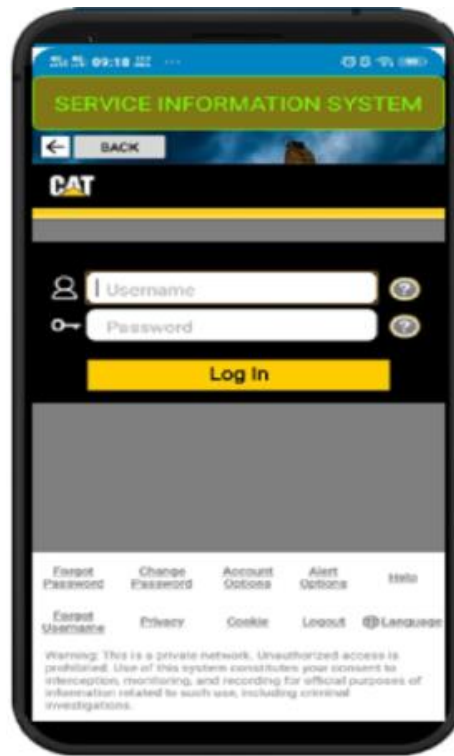 09:18
SERVICE INFORMATION SYSTEM
BACK
CAT
Username
Password
Log In
Forgot Password
Change Password
Account Options
Alert Options
Help
Forgot Username
Privacy
Cookie
Logout
Language
Warning: This is a private network. Unauthorized access is
prohibited. Use of this system constitutes your consent to
interception, monitoring, and recording for official purposes of
information related to such use, including criminal
investigations.